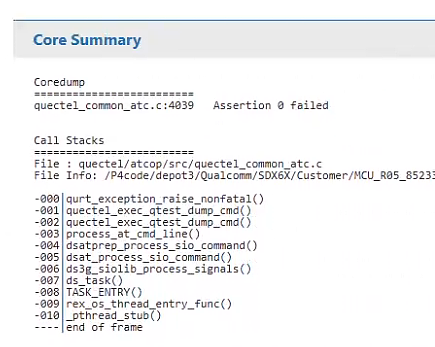 Core Summary
Coredump
=========================
quectel_common_atc.c:4039 Assertion 0 failed
Call Stacks
=========================
File : quectel/atcop/src/quectel_common_atc.c
File Info: /P4code/depot3/Qualcomm/SDX6X/Customer/MCU_R05_85233
-000|qurt_exception_raise_nonfatal()
-001|quectel_exec_qtest_dump_cmd()
-002|quectel_exec_qtest_dump_cmd()
-003|process_at_cmd_line()
-004|dsatprep_process_sio_command()
-005|dsat_process_sio_command()
-006|ds3g_siolib_process_signals()
-007|ds_task()
-008|TASK_ENTRY()
-009|rex_os_thread_entry_func()
-010|_pthread_stub()
----|end of frame